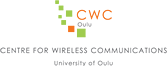 CWC
Oulu
CENTRE FOR WIRELESS COMMUNICATIONS
University of Oulu